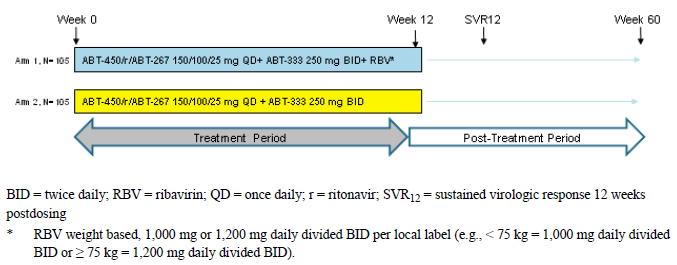 Week 0 Week 12 SVR12 Week 60
Arm 1, N= 105 ABT-450/r/ABT-267 150/100/25 mg QD+ ABT-333 250 mg BID+ RBV*
Arm 2, N= 105 ABT-450/r/ABT-267 150/100/25 mg QD + ABT-333 250 mg BID
Treatment Period Post-Treatment Period
BID = twice daily; RBV = ribavirin; QD = once daily; r = ritonavir; SVR12 = sustained virologic response 12 weeks
postdosing
* RBV weight based, 1,000 mg or 1,200 mg daily divided BID per local label (e.g., < 75 kg = 1,000 mg daily divided
BID or ≥ 75 kg = 1,200 mg daily divided BID).